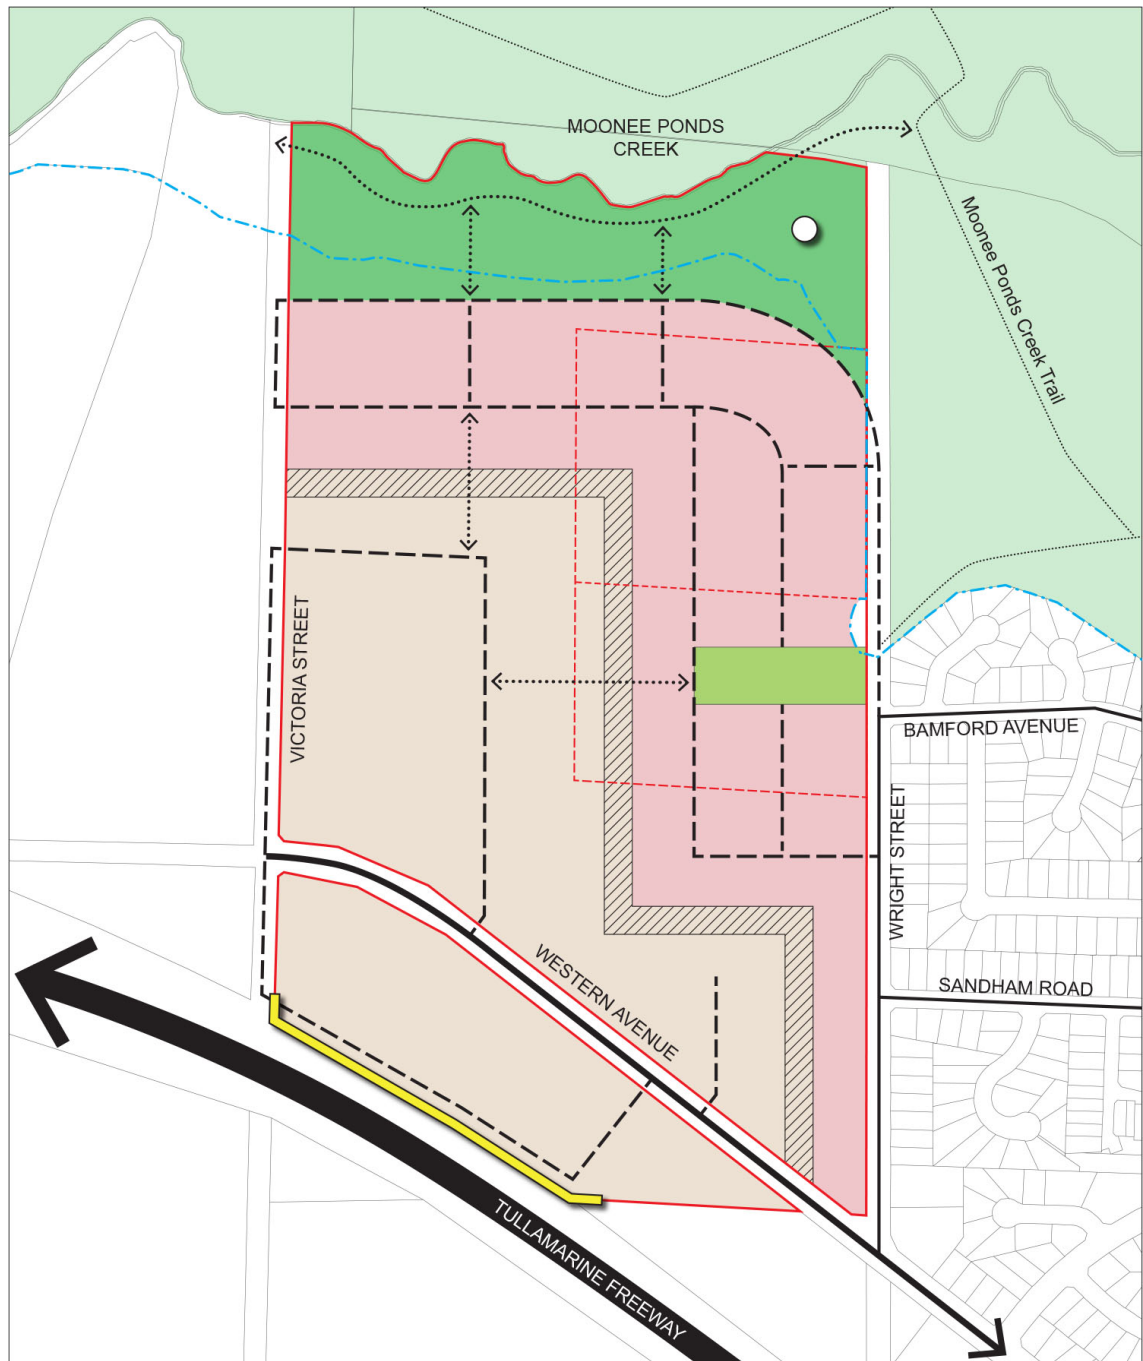 MOONEE PONDS
CREEK
Moonee Ponds Creek Trail
VICTORIA STREET
BAMFORD AVENUE
WRIGHT STREET
WESTERN AVENUE
SANDHAM ROAD
TULLAMARINE FREEWAY